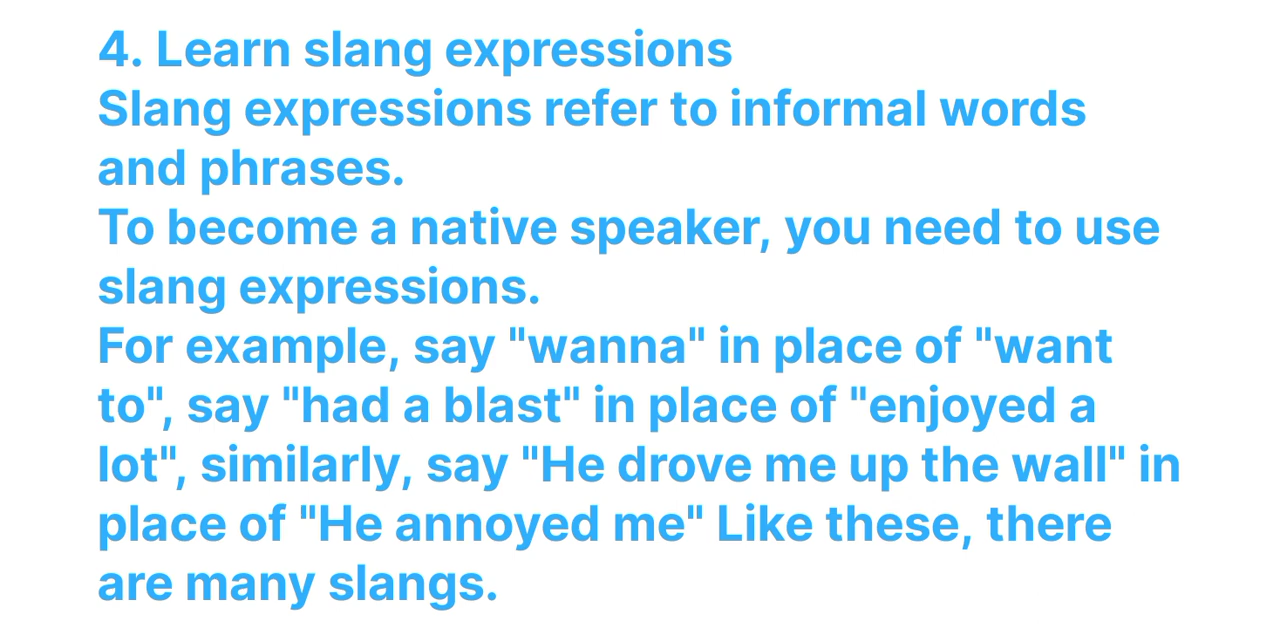 4. Learn slang expressions
Slang expressions refer to informal words
and phrases.
To become a native speaker, you need to use
slang expressions.
For example, say "wanna" in place of "want
to", say "had a blast" in place of "enjoyed a
lot", similarly, say "He drove me up the wall" in
place of "He annoyed me" Like these, there
are many slangs.